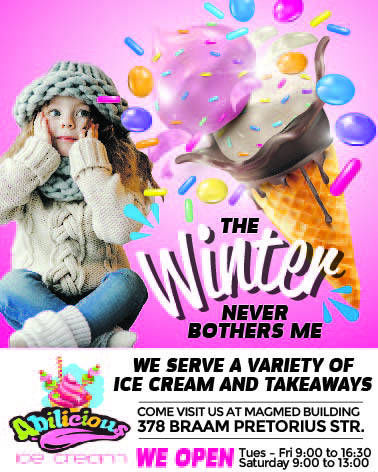 THE
Winter
NEVER
BOTHERS ME
WE SERVE A VARIETY OF
ICE CREAM AND TAKEAWAYS
Adilicious
ice cream
COME VISIT US AT MAGMED BUILDING
378 BRAAM PRETORIUS STR.
WE OPEN Tues - Fri 9:00 to 16:30
Saturday 9:00 to 13:00